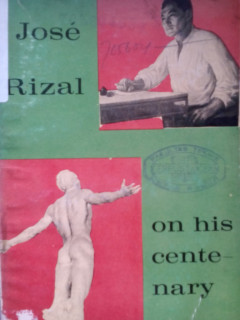 José
Rizal
on his
cente-
nary